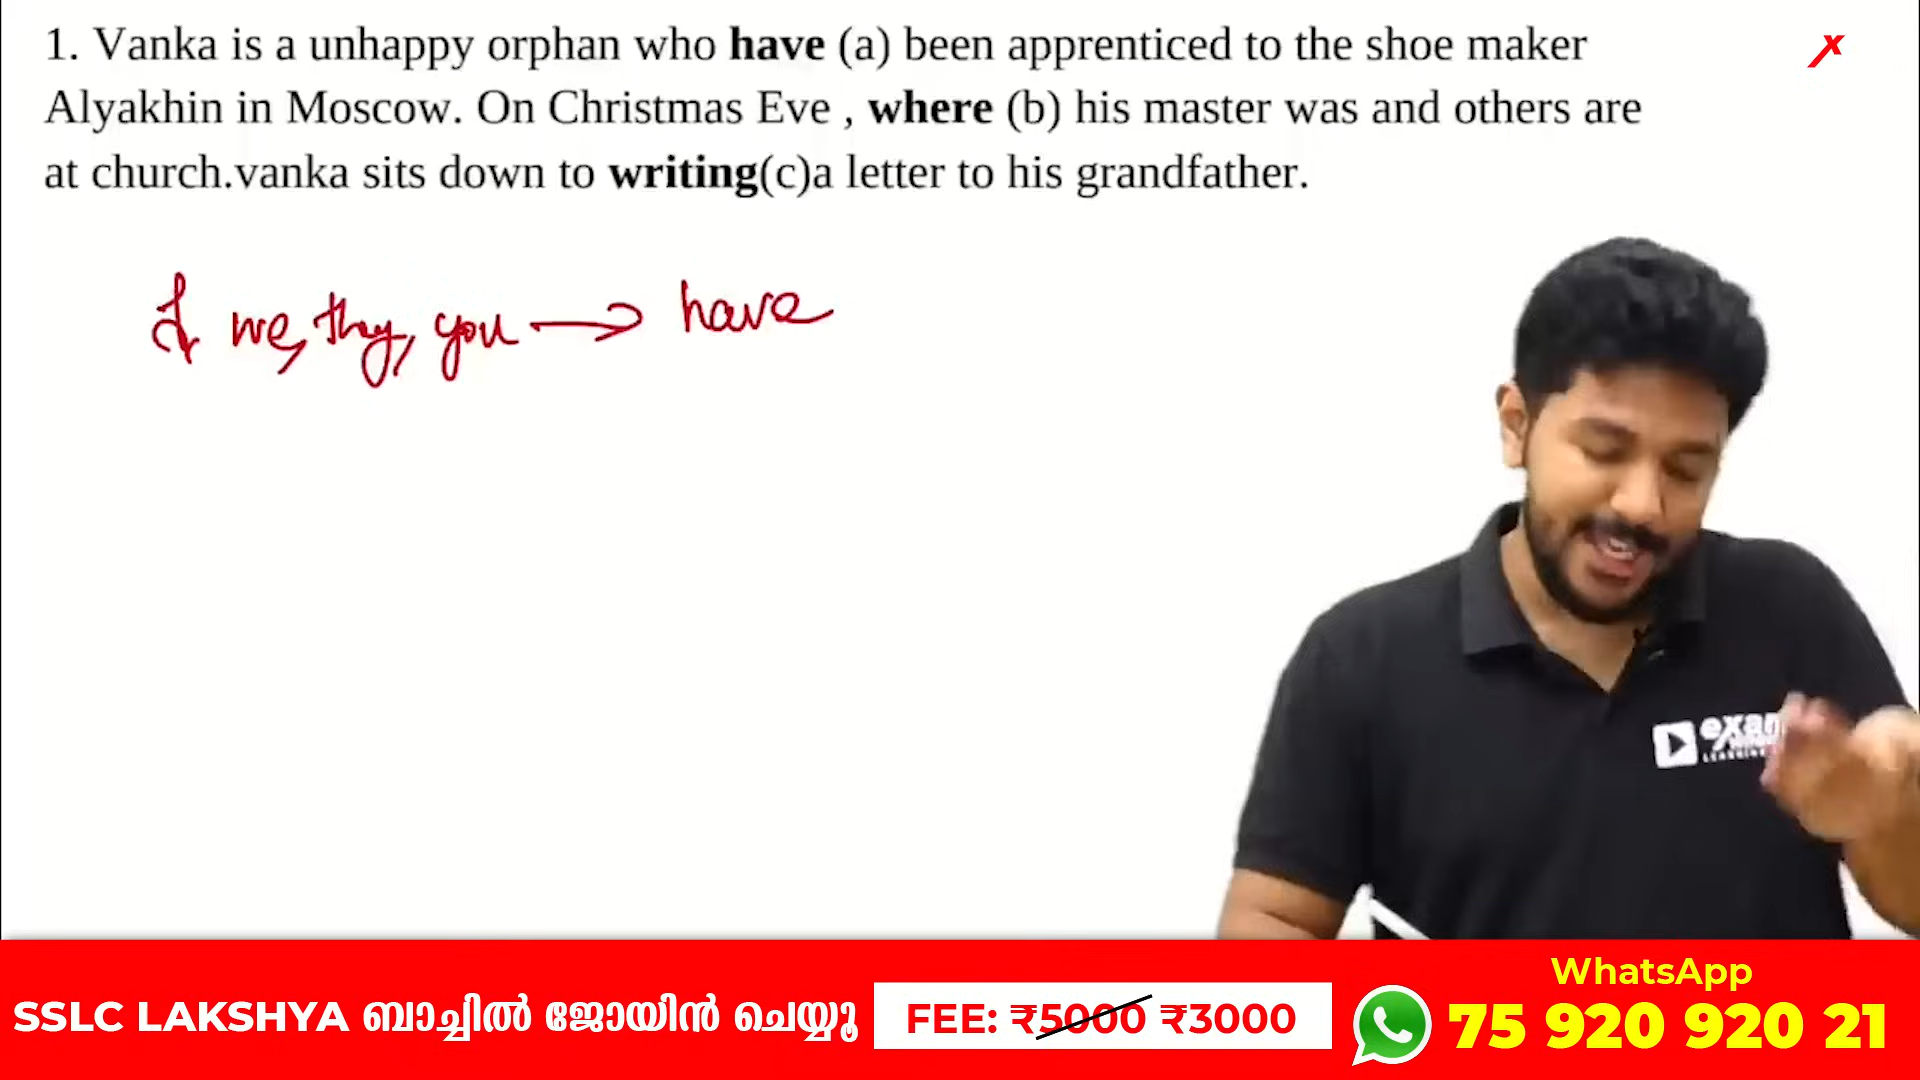 1. Vanka is a unhappy orphan who have (a) been apprenticed to the shoe maker
Alyakhin in Moscow. On Christmas Eve , where (b) his master was and others are
at church.vanka sits down to writing(c)a letter to his grandfather.
I we, they, you → have
exam
SSLC LAKSHYA ബാച്ചിൽ ജോയിൻ ചെയ്യൂ
FEE: ₹5000 ₹3000
WhatsApp
75 920 920 21